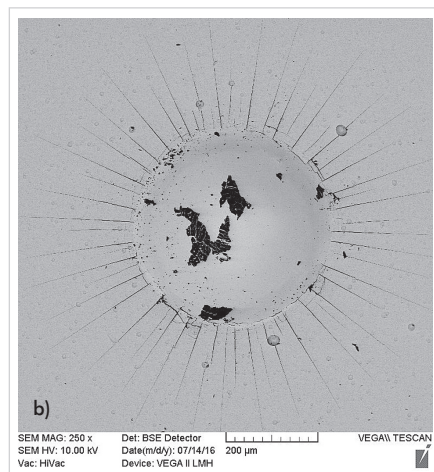 b)
SEM MAG: 250 x Det: BSE Detector
SEM HV: 10.00 kV Date(m/d/y): 07/14/16 200 µm
Vac: HiVac Device: VEGA II LMH
VEGA\\ TESCAN